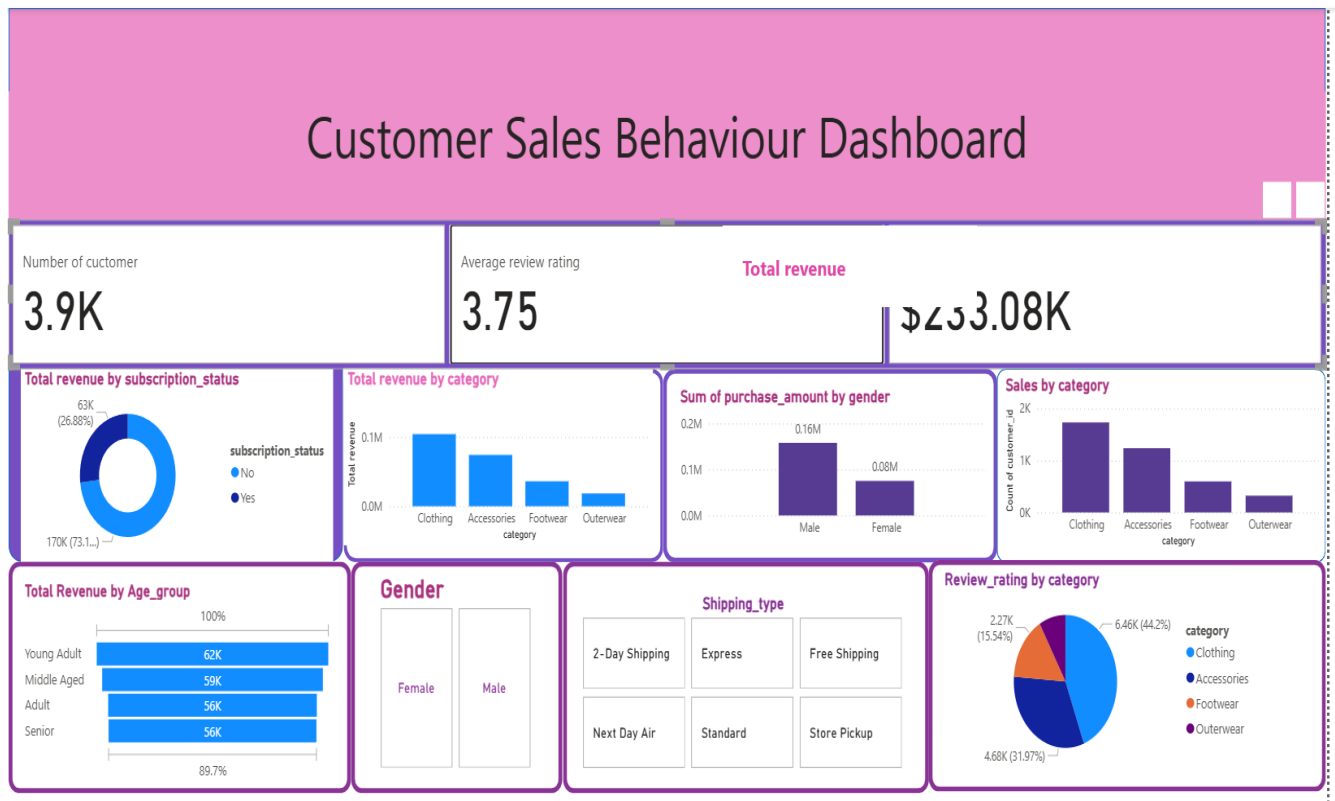 Customer Sales Behaviour Dashboard
Number of customer
3.9K
Average review rating
3.75
Total revenue
$233.08K
Total revenue by subscription_status
63K
(26.88%)
170K (73.1...)
subscription_status
No
Yes
Total revenue by category
Total revenue
0.1M
0.0M
Clothing
Accessories
Footwear
Outerwear
category
Sum of purchase_amount by gender
0.2M
0.1M
0.0M
0.16M
0.08M
Male
Female
Sales by category
Count of customer_id
2K
1K
0K
Clothing
Accessories
Footwear
Outerwear
category
Total Revenue by Age_group
100%
Young Adult
62K
Middle Aged
59K
Adult
56K
Senior
56K
89.7%
Gender
Female
Male
Shipping_type
2-Day Shipping
Express
Free Shipping
Next Day Air
Standard
Store Pickup
Review_rating by category
2.27K
(15.54%)
6.46K (44.2%)
4.68K (31.97%)
category
Clothing
Accessories
Footwear
Outerwear